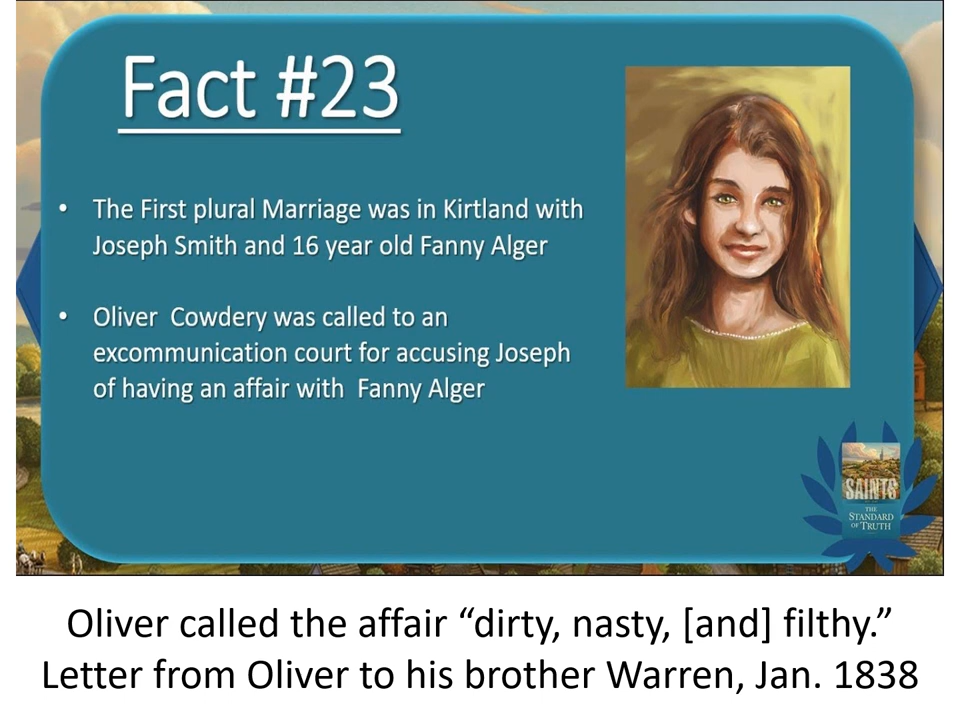 Fact #23
• The First plural Marriage was in Kirtland with
Joseph Smith and 16 year old Fanny Alger
• Oliver  Cowdery was called to an
excommunication court for accusing Joseph
of having an affair with  Fanny Alger
SAINTS
THE
STANDARD
OF TRUTH
Oliver called the affair “dirty, nasty, [and] filthy.”
Letter from Oliver to his brother Warren, Jan. 1838